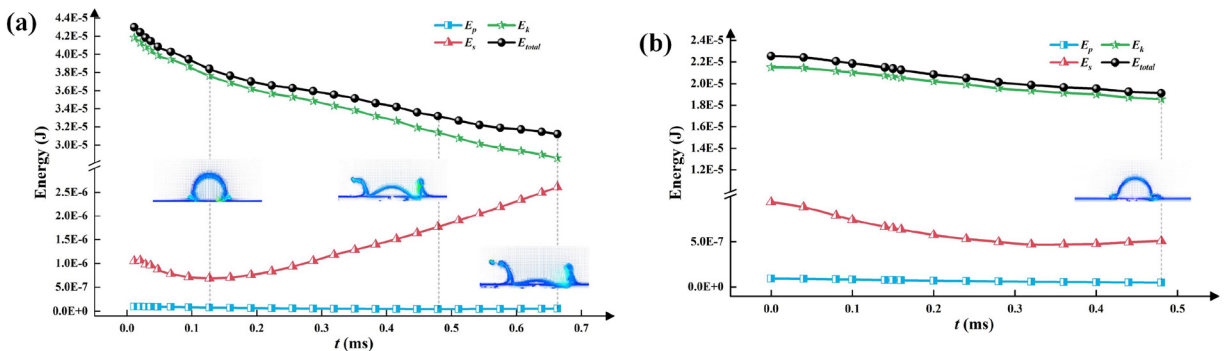 (a)
Ep
Es
Ek
Etotal
Energy (J)
4.4E-5
4.2E-5
4.0E-5
3.8E-5
3.6E-5
3.4E-5
3.2E-5
3.0E-5
2.5E-6
2.0E-6
1.5E-6
1.0E-6
5.0E-7
0.0E+0
0.0 0.1 0.2 0.3 0.4 0.5 0.6 0.7
t (ms)
(b)
Ep
Es
Ek
Etotal
Energy (J)
2.4E-5
2.2E-5
2.0E-5
1.8E-5
1.6E-5
1.4E-5
1.2E-5
1.0E-5
5.0E-7
0.0E+0
0.0 0.1 0.2 0.3 0.4 0.5
t (ms)